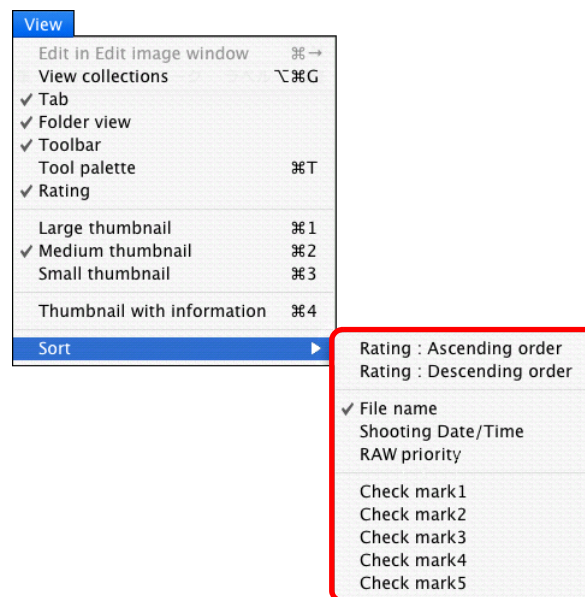 View
Edit in Edit image window ⌘→
View collections ⌥⌘G
✓ Tab
✓ Folder view
✓ Toolbar
Tool palette ⌘T
✓ Rating
Large thumbnail ⌘1
✓ Medium thumbnail ⌘2
Small thumbnail ⌘3
Thumbnail with information ⌘4
Sort ▶
Rating : Ascending order
Rating : Descending order
✓ File name
Shooting Date/Time
RAW priority
Check mark1
Check mark2
Check mark3
Check mark4
Check mark5